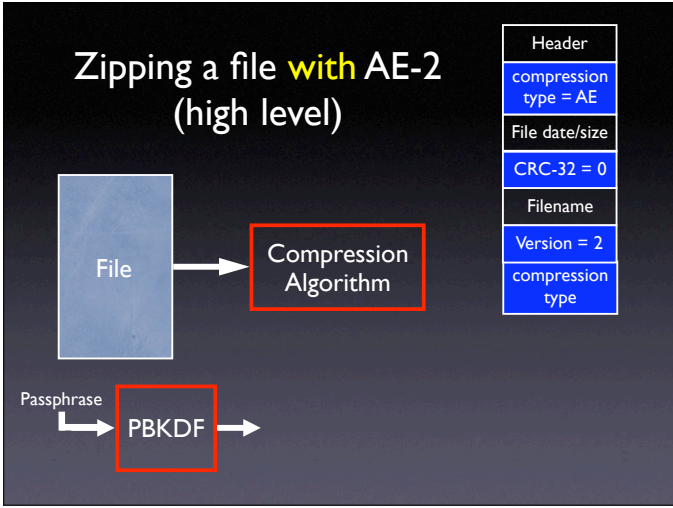 Zipping a file with AE-2
(high level)
Header
compression
type = AE
File date/size
CRC-32 = 0
Filename
Version = 2
compression
type
File
Compression
Algorithm
Passphrase
PBKDF